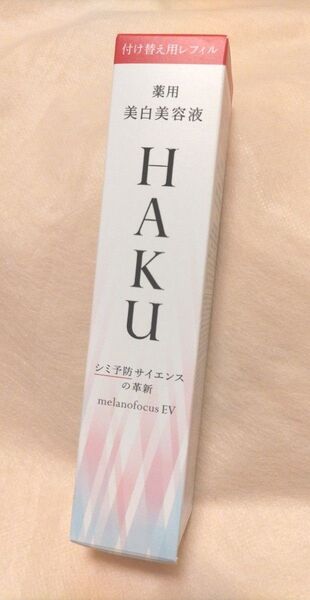 付け替え用レフィル
薬用
美白美容液
HAKU
シミ予防サイエンス
の革新
melanofocus EV